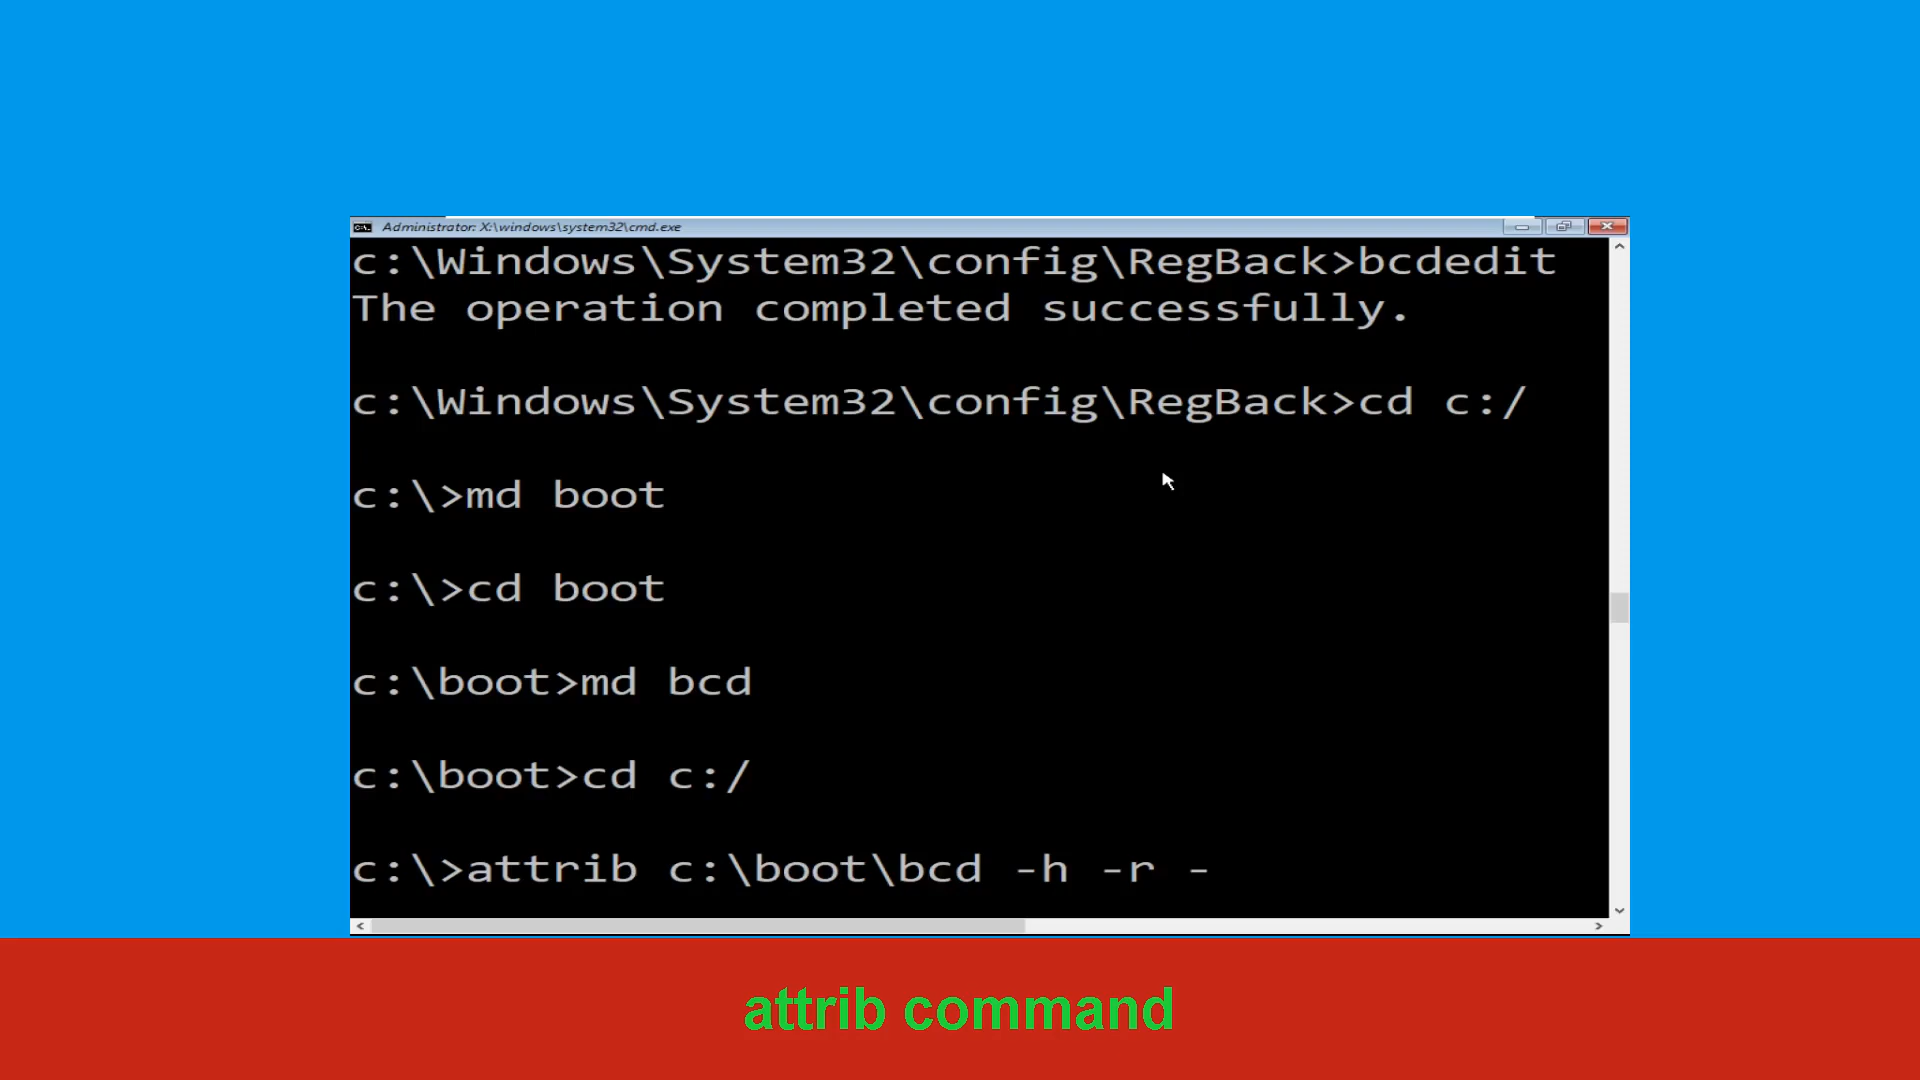 Administrator: X:\windows\system32\cmd.exe
c:\Windows\System32\config\RegBack>bcdedit
The operation completed successfully.
c:\Windows\System32\config\RegBack>cd c:/
c:\>md boot
c:\>cd boot
c:\boot>md bcd
c:\boot>cd c:/
c:\>attrib c:\boot\bcd -h -r -
attrib command